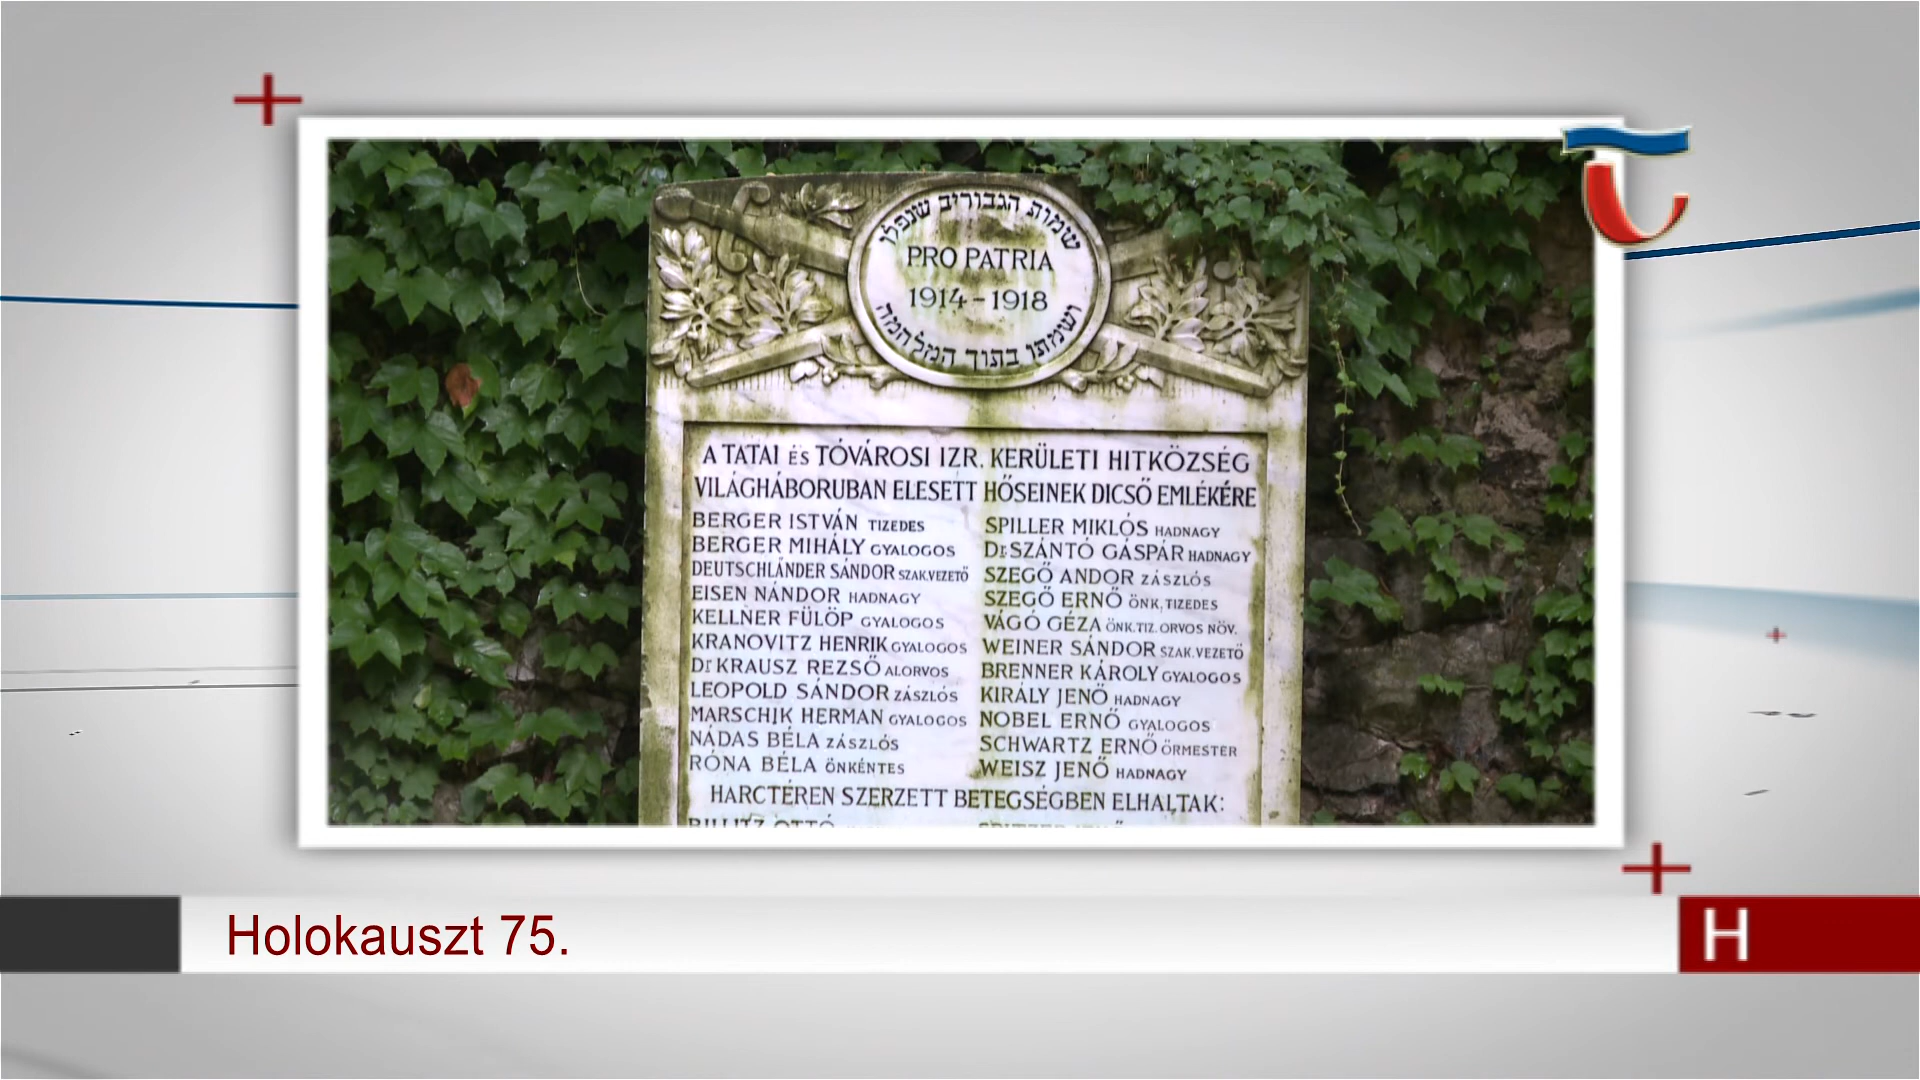 שמות הגבורים שנפלו
PRO PATRIA
1914-1918
ושמתו בתוך המלחמה
A TATAI ÉS TÓVÁROSI IZR. KERÜLETI HITKÖZSÉG
VILÁGHÁBORUBAN ELESETT HŐSEINEK DICSŐ EMLÉKÉRE
BERGER ISTVÁN TIZEDES
BERGER MIHÁLY GYALOGOS
DEUTSCHLÄNDER SÁNDOR SZAK.VEZETŐ
EISEN NÁNDOR HADNAGY
KELLNER FÜLÖP GYALOGOS
KRANOVITZ HENRIK GYALOGOS
Dr KRAUSZ REZSŐ ALORVOS
LEOPOLD SÁNDOR ZÁSZLÓS
MARSCHIK HERMAN GYALOGOS
NÁDAS BÉLA ZÁSZLÓS
RÓNA BÉLA ÖNKÉNTES
SPILLER MIKLÓS HADNAGY
Dr SZÁNTÓ GÁSPÁR HADNAGY
SZEGŐ ANDOR ZÁSZLÓS
SZEGŐ ERNŐ ÖNK. TIZEDES
VÁGÓ GÉZA ÖNK.TIZ. ORVOS NÖV.
WEINER SÁNDOR SZAK.VEZETŐ
BRENNER KÁROLY GYALOGOS
KIRÁLY JENŐ HADNAGY
NOBEL ERNŐ GYALOGOS
SCHWARTZ ERNŐ ŐRMESTER
WEISZ JENŐ HADNAGY
HARCTÉREN SZERZETT BETEGSÉGBEN ELHALTAK:
Holokauszt 75.
H